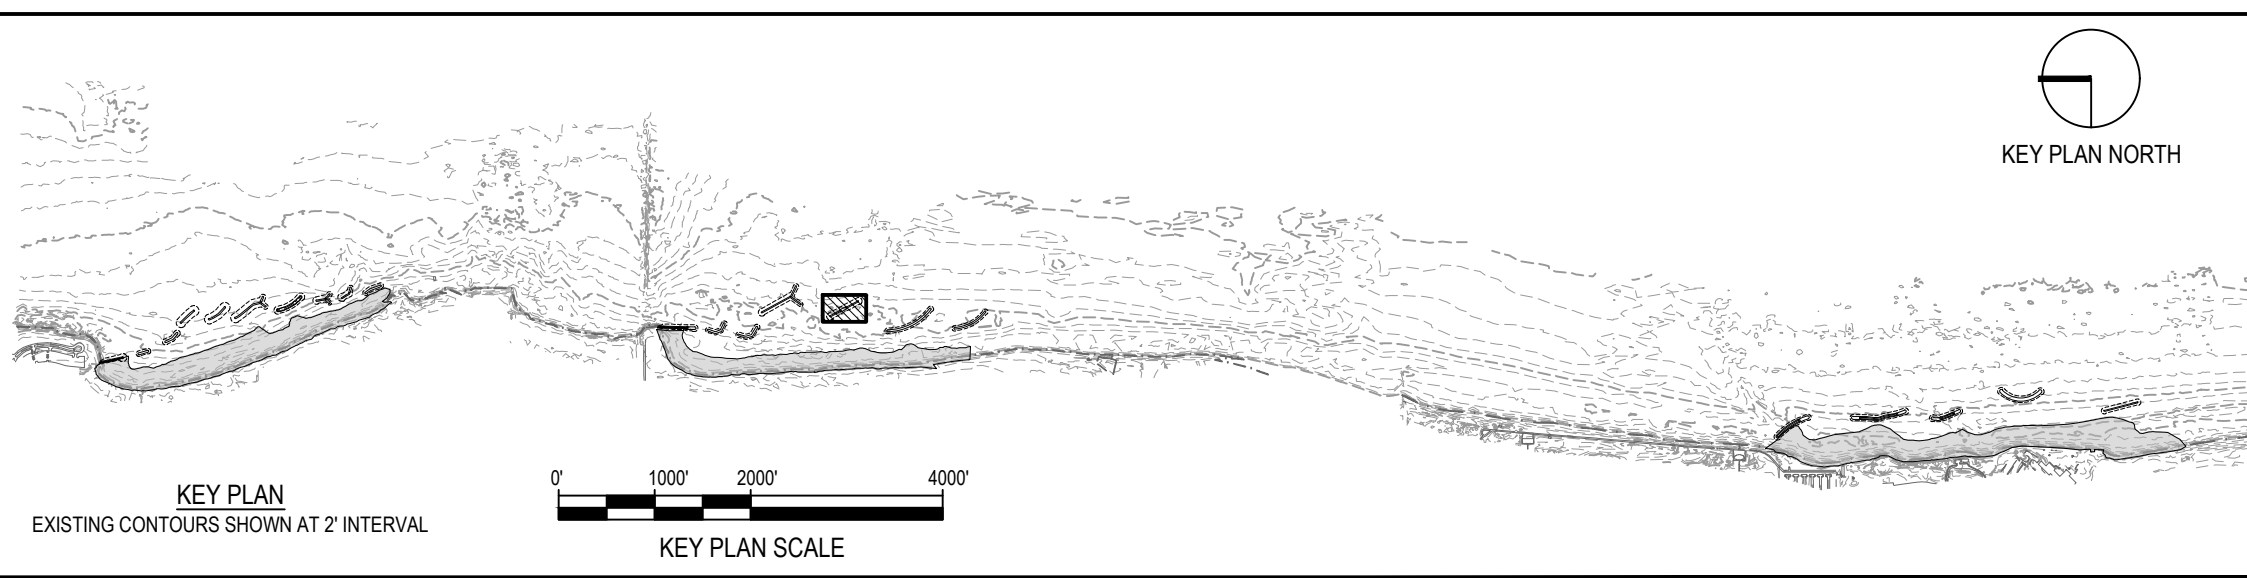 KEY PLAN NORTH
KEY PLAN
EXISTING CONTOURS SHOWN AT 2' INTERVAL
0' 1000' 2000' 4000'
KEY PLAN SCALE